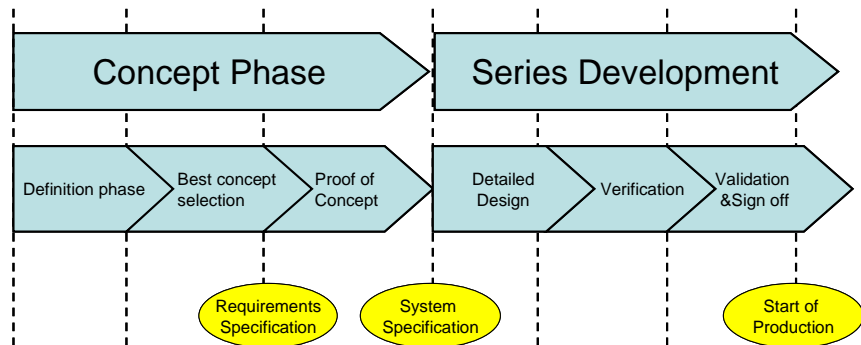 Concept Phase
Series Development
Definition phase
Best concept
selection
Proof of
Concept
Detailed
Design
Verification
Validation
&Sign off
Requirements
Specification
System
Specification
Start of
Production